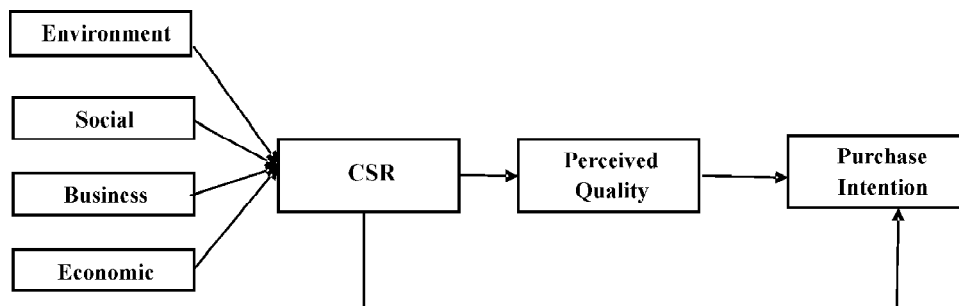 Environment
Social
Business
Economic
CSR
Perceived
Quality
Purchase
Intention